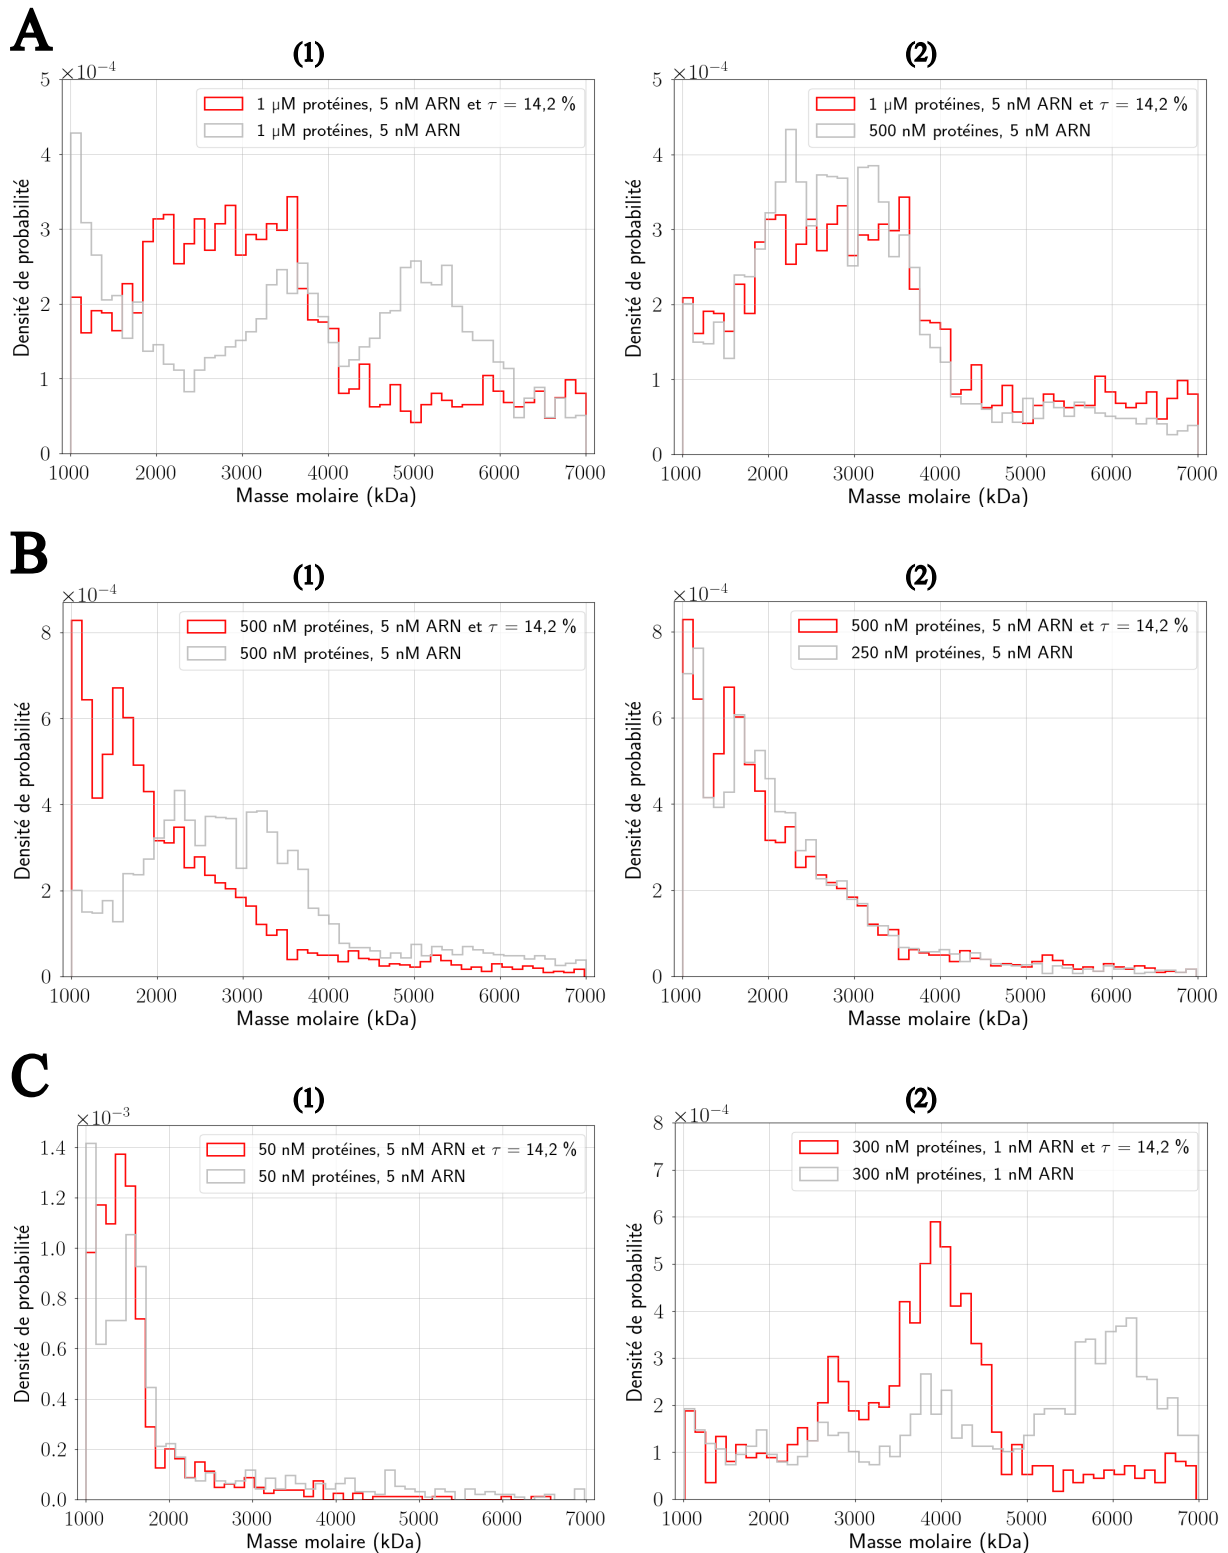 A
(1)
×10⁻⁴
5
4
3
2
1
0
Densité de probabilité
1 µM protéines, 5 nM ARN et τ = 14,2 %
1 µM protéines, 5 nM ARN
1000 2000 3000 4000 5000 6000 7000
Masse molaire (kDa)
(2)
×10⁻⁴
5
4
3
2
1
0
Densité de probabilité
1 µM protéines, 5 nM ARN et τ = 14,2 %
500 nM protéines, 5 nM ARN
1000 2000 3000 4000 5000 6000 7000
Masse molaire (kDa)
B
(1)
×10⁻⁴
8
6
4
2
0
Densité de probabilité
500 nM protéines, 5 nM ARN et τ = 14,2 %
500 nM protéines, 5 nM ARN
1000 2000 3000 4000 5000 6000 7000
Masse molaire (kDa)
(2)
×10⁻⁴
8
6
4
2
0
Densité de probabilité
500 nM protéines, 5 nM ARN et τ = 14,2 %
250 nM protéines, 5 nM ARN
1000 2000 3000 4000 5000 6000 7000
Masse molaire (kDa)
C
(1)
×10⁻³
1.4
1.2
1.0
0.8
0.6
0.4
0.2
0.0
Densité de probabilité
50 nM protéines, 5 nM ARN et τ = 14,2 %
50 nM protéines, 5 nM ARN
1000 2000 3000 4000 5000 6000 7000
Masse molaire (kDa)
(2)
×10⁻⁴
8
7
6
5
4
3
2
1
0
Densité de probabilité
300 nM protéines, 1 nM ARN et τ = 14,2 %
300 nM protéines, 1 nM ARN
1000 2000 3000 4000 5000 6000 7000
Masse molaire (kDa)